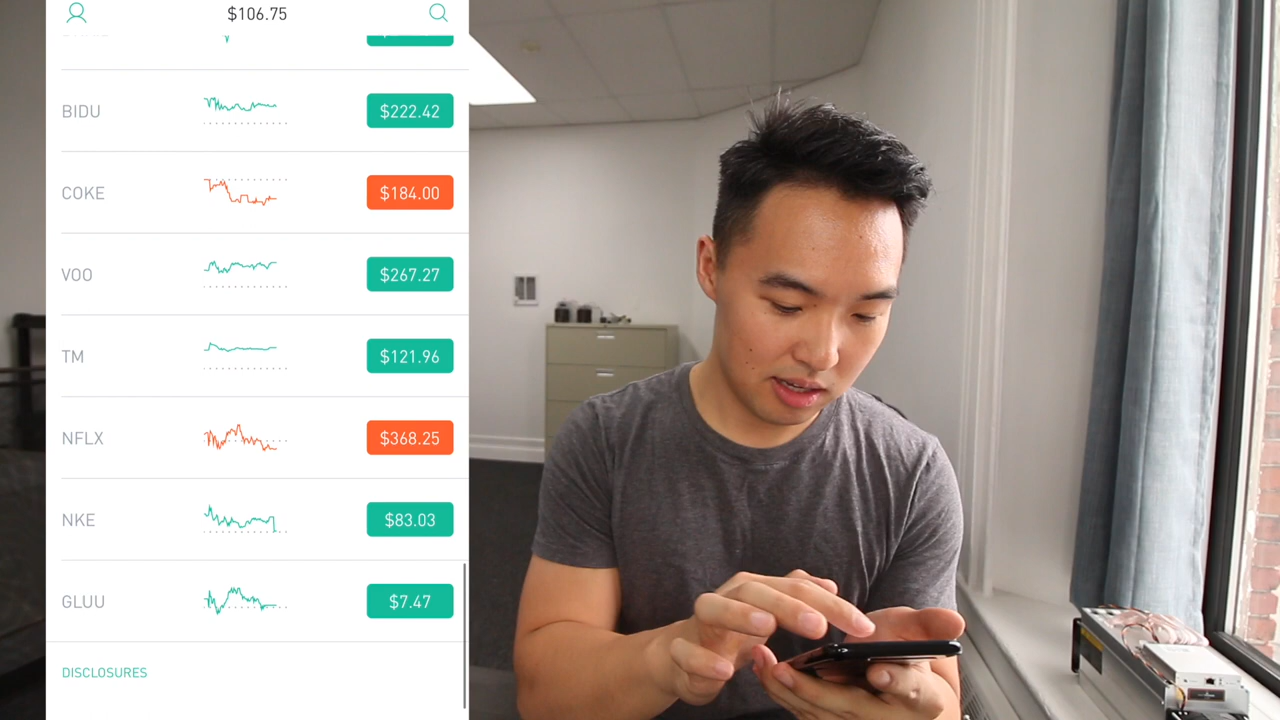 $106.75
BIDU $222.42
COKE $184.00
VOO $267.27
TM $121.96
NFLX $368.25
NKE $83.03
GLUU $7.47
DISCLOSURES